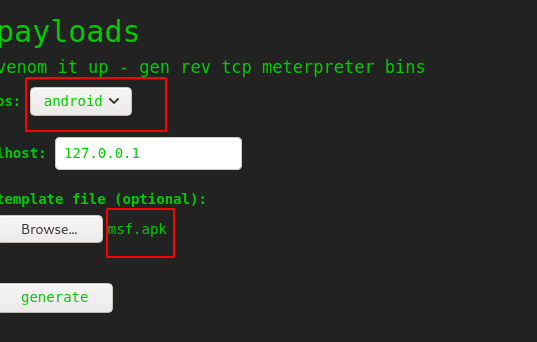 payloads
venom it up - gen rev tcp meterpreter bins
os: android
lhost: 127.0.0.1
template file (optional):
Browse... msf.apk
generate